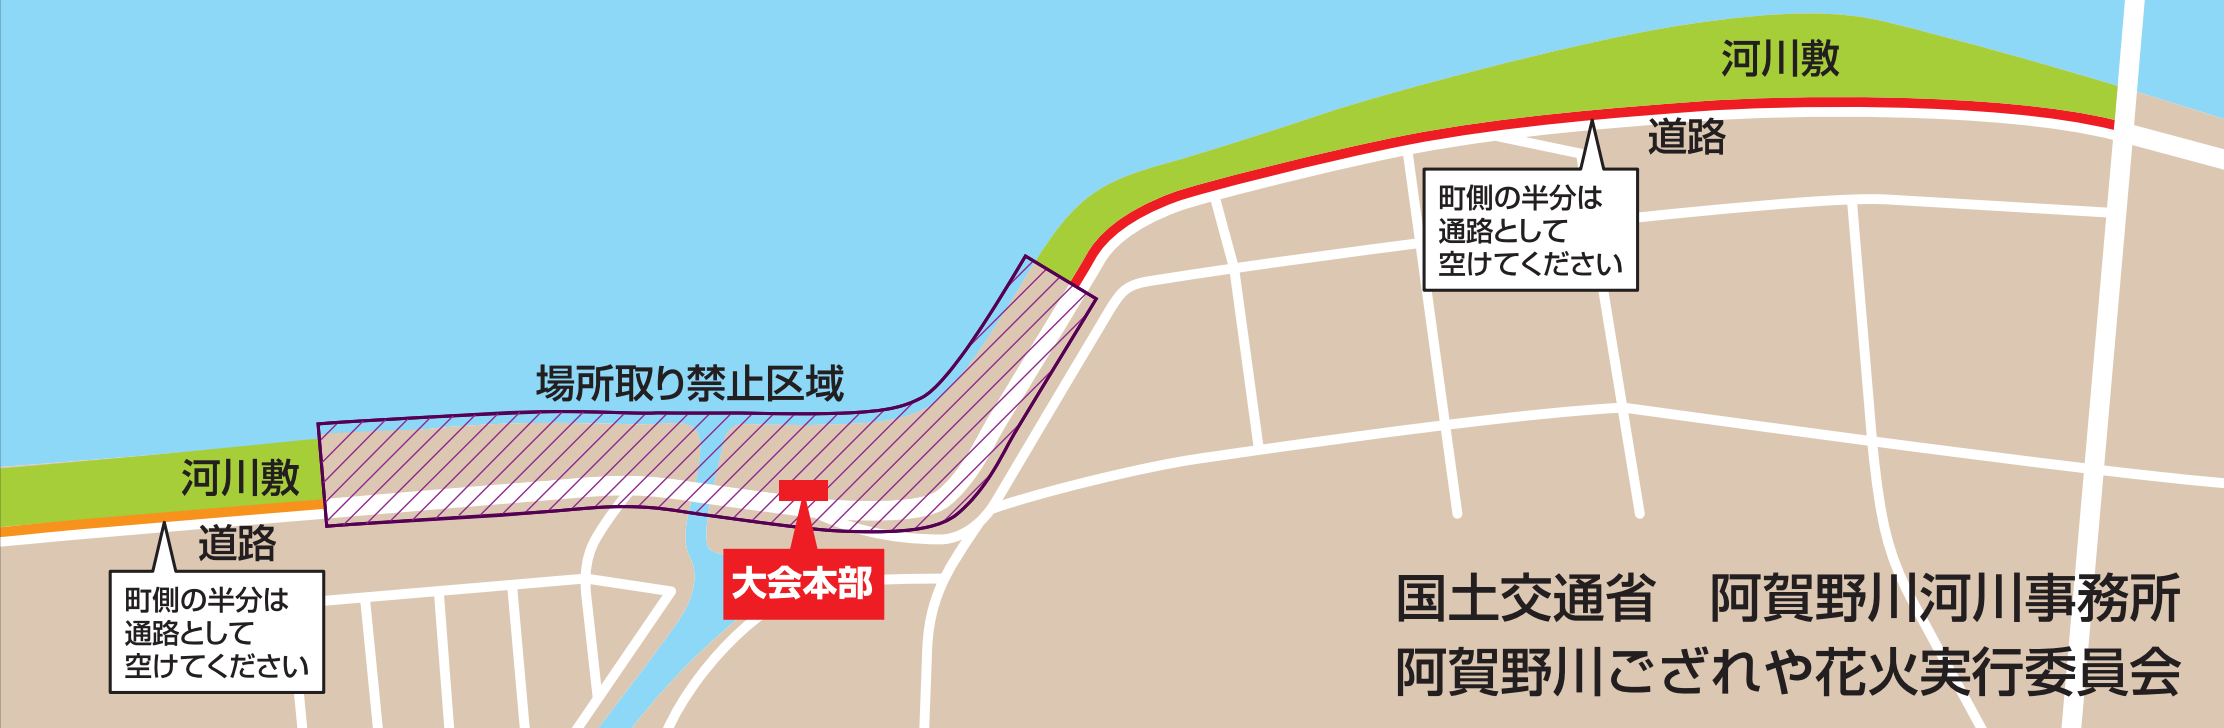 河川敷
道路
町側の半分は
通路として
空けてください
場所取り禁止区域
河川敷
道路
町側の半分は
通路として
空けてください
大会本部
国土交通省　阿賀野川河川事務所
阿賀野川ござれや花火実行委員会